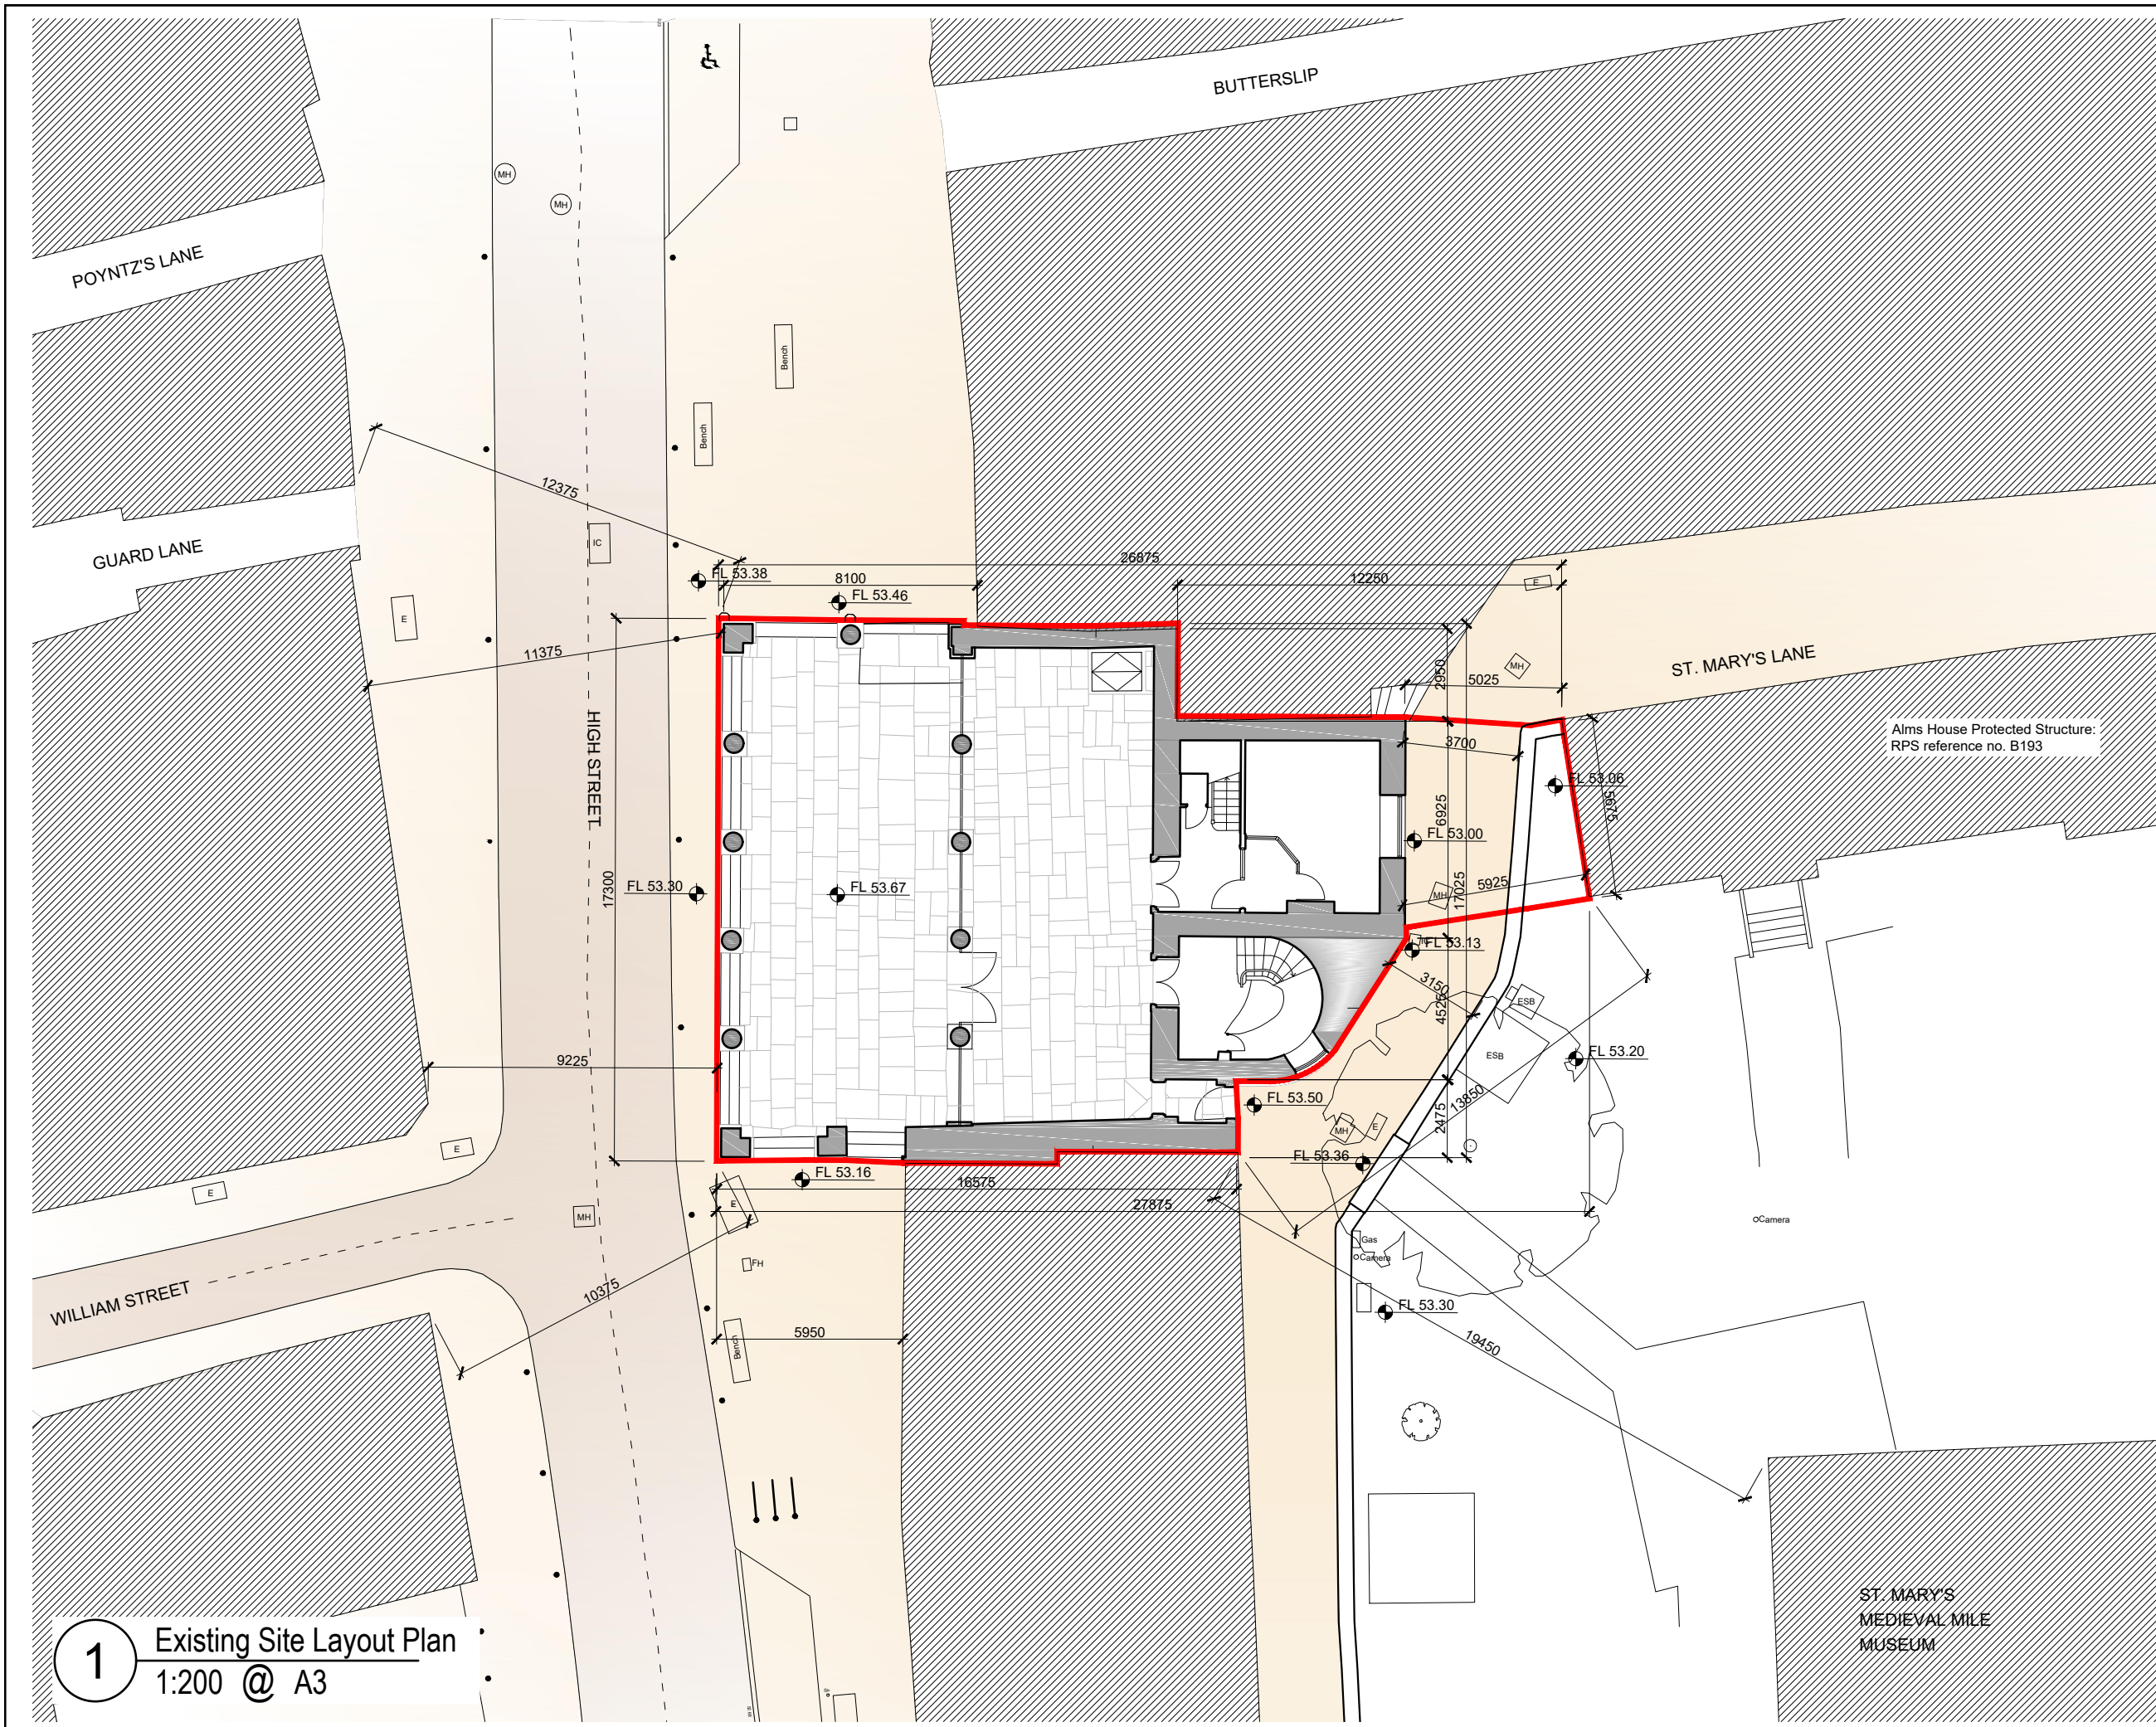 BUTTERSLIP
MH
MH
POYNTZ'S LANE
Bench
Bench
12375
IC
GUARD LANE
26875
FL 53.38
8100
12250
E
FL 53.46
E
11375
2950
MH
ST. MARY'S LANE
5025
HIGH STREET
Alms House Protected Structure:
RPS reference no. B193
3700
FL 53.06
5675
6925
FL 53.00
17300
FL 53.30
FL 53.67
MH
17025
5925
FL 53.13
3150
ESB
4525
ESB
FL 53.20
9225
13850
FL 53.50
2475
MH
E
E
FL 53.36
FL 53.16
16575
E
E
27875
MH
Camera
Gas
Camera
FH
WILLIAM STREET
10375
FL 53.30
5950
Bench
19450
ST. MARY'S
MEDIEVAL MILE
MUSEUM
1
Existing Site Layout Plan
1:200 @ A3